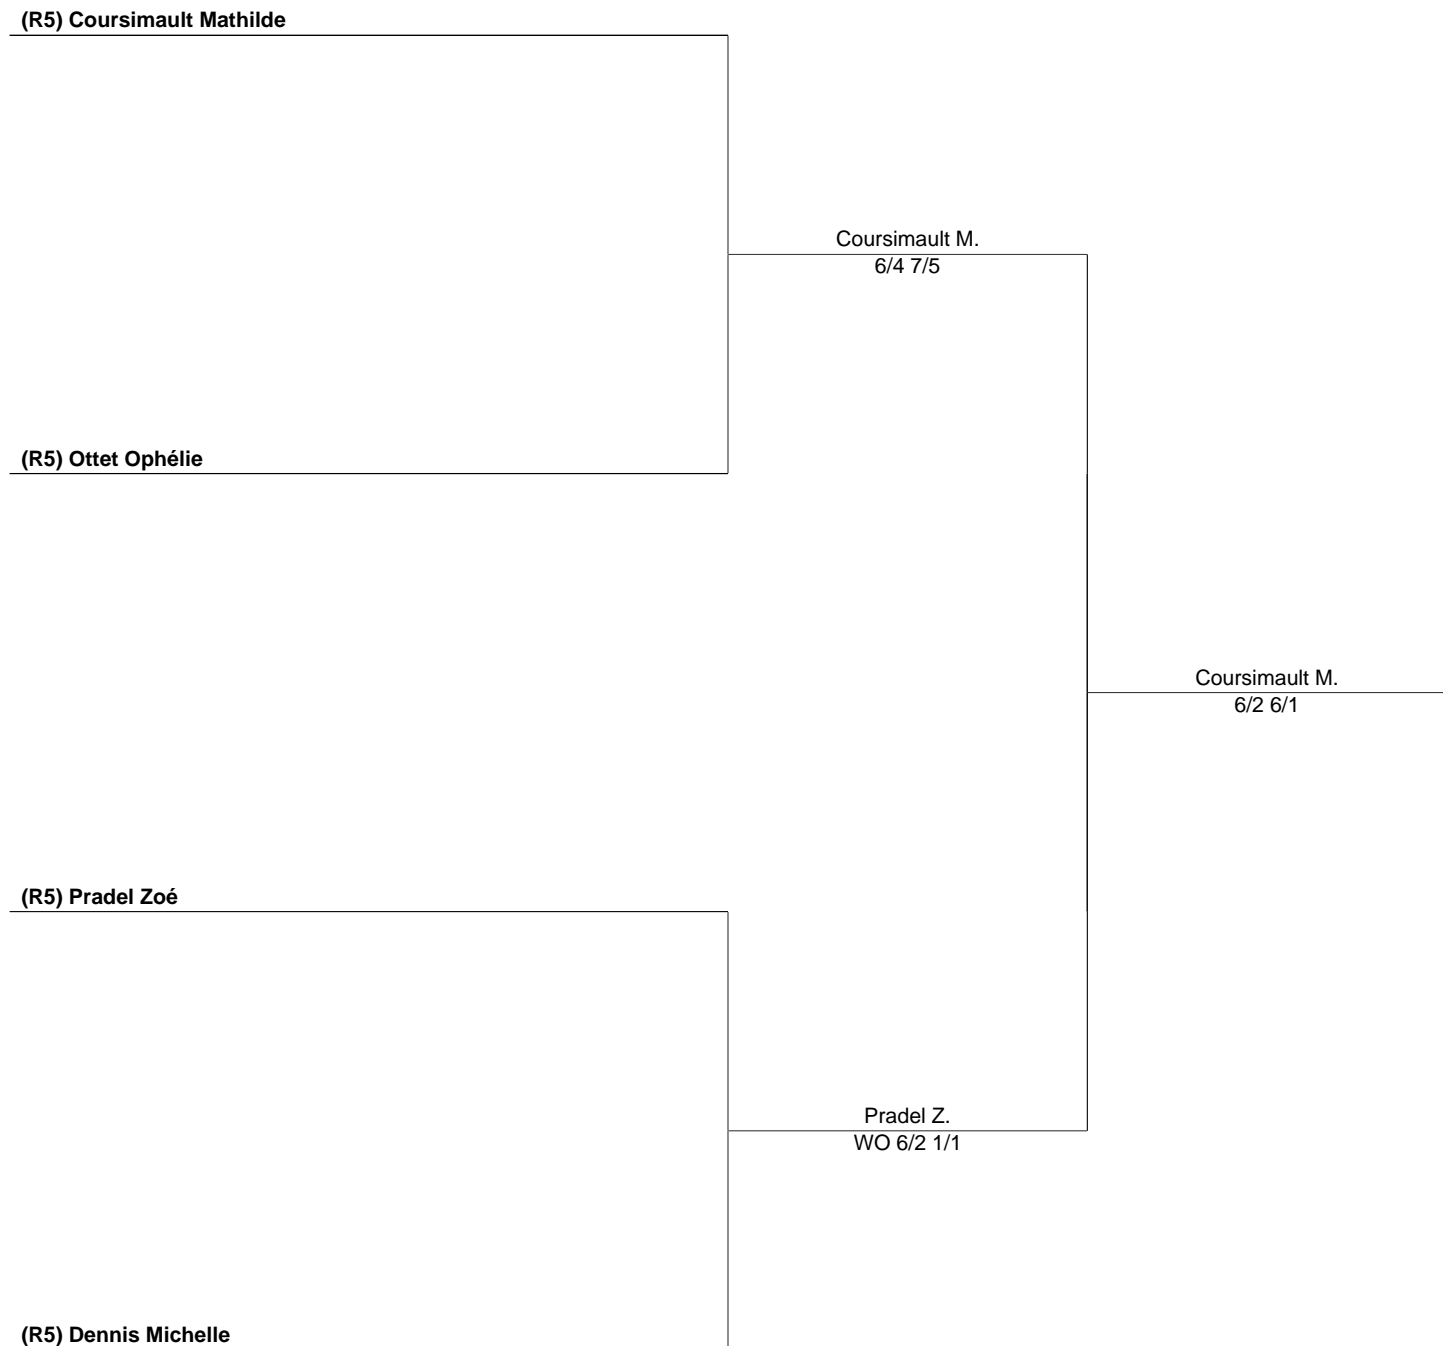 (R5) Coursimault Mathilde
Coursimault M.
6/4 7/5
(R5) Ottet Ophélie
Coursimault M.
6/2 6/1
(R5) Pradel Zoé
Pradel Z.
WO 6/2 1/1
(R5) Dennis Michelle